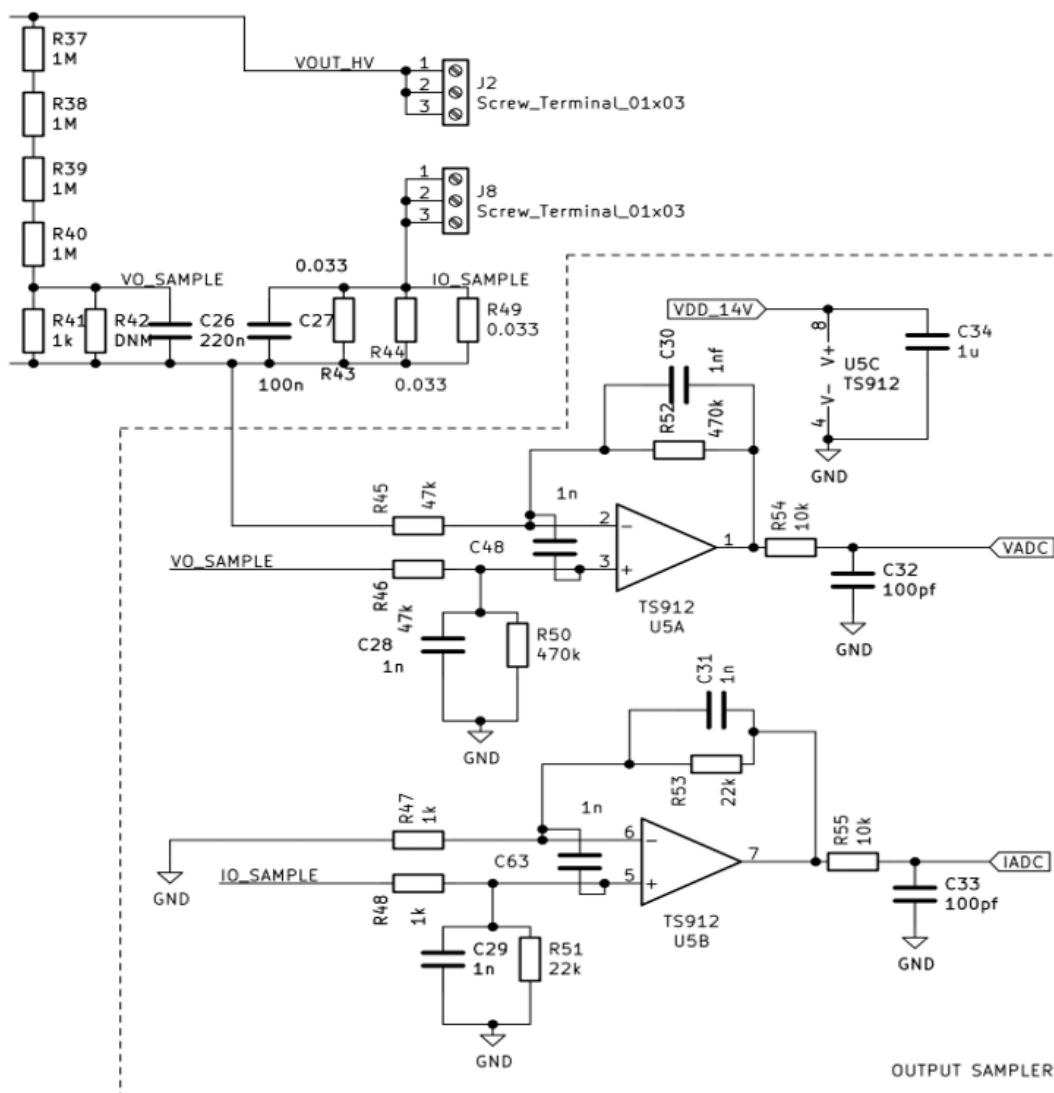 R37
1M
R38
1M
R39
1M
R40
1M
VOUT_HV
1
2
3
J2
Screw_Terminal_01x03
1
2
3
J8
Screw_Terminal_01x03
VO_SAMPLE
R41
1k
R42
DNM
C26
220n
C27
100n
0.033
R43
R44
0.033
IO_SAMPLE
R49
0.033
VDD_14V
8
V+
V-
4
U5C
TS912
C34
1u
GND
C30
1nf
R52
470k
R45
47k
1n
C48
2
3
1
VO_SAMPLE
R46
47k
TS912
U5A
R54
10k
VADC
C32
100pf
GND
C28
1n
R50
470k
GND
C31
1n
R53
22k
R47
1k
1n
C63
6
5
7
GND
IO_SAMPLE
R48
1k
TS912
U5B
R55
10k
IADC
C33
100pf
GND
C29
1n
R51
22k
GND
OUTPUT SAMPLER